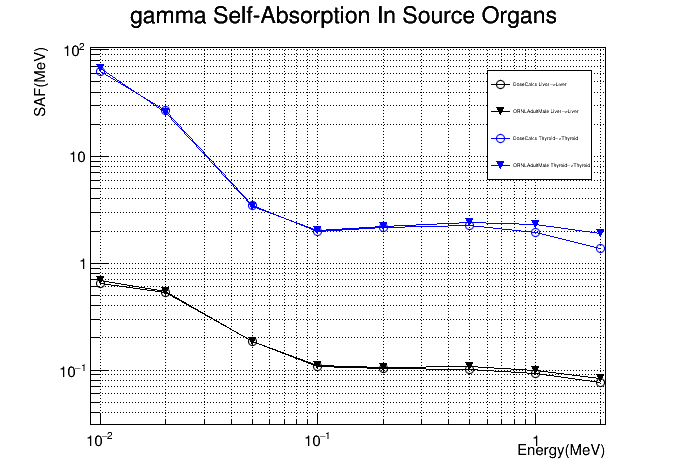 gamma Self-Absorption In Source Organs
SAF(MeV)
10²
10
1
10⁻¹
DoseCalcs Liver->Liver
ORNLAdultMale Liver->Liver
DoseCalcs Thyroid->Thyroid
ORNLAdultMale Thyroid->Thyroid
10⁻² 10⁻¹ 1
Energy(MeV)